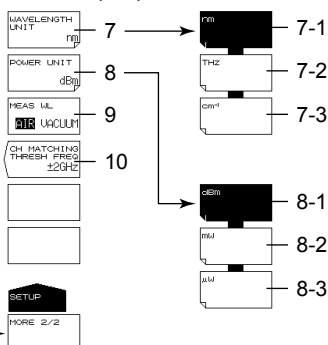 WAVELENGTH
UNIT
nm
7
nm
7-1
THz
7-2
cm⁻¹
7-3
POWER UNIT
dBm
8
MEAS WL
AIR VACUUM
9
CH MATCHING
THRESH FREQ
±2GHz
10
dBm
8-1
mW
8-2
μW
8-3
SETUP
MORE 2/2